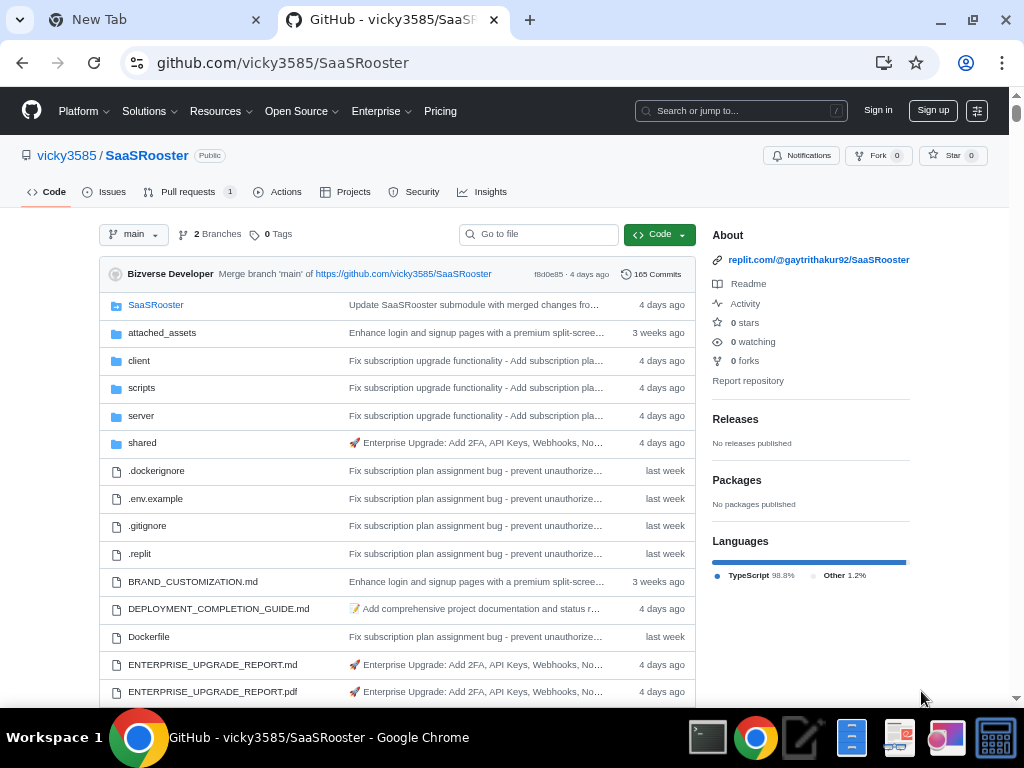 New Tab
GitHub - vicky3585/SaaSR
github.com/vicky3585/SaaSRooster
Platform Solutions Resources Open Source Enterprise Pricing Search or jump to... / Sign in Sign up
vicky3585 / SaaSRooster Public Notifications Fork 0 Star 0
Code Issues Pull requests 1 Actions Projects Security Insights
main 2 Branches 0 Tags Go to file Code
Bizverse Developer Merge branch 'main' of https://github.com/vicky3585/SaaSRooster f8d0e85 · 4 days ago 165 Commits
SaaSRooster Update SaaSRooster submodule with merged changes fro... 4 days ago
attached_assets Enhance login and signup pages with a premium split-scree... 3 weeks ago
client Fix subscription upgrade functionality - Add subscription pla... 4 days ago
scripts Fix subscription upgrade functionality - Add subscription pla... 4 days ago
server Fix subscription upgrade functionality - Add subscription pla... 4 days ago
shared 🚀 Enterprise Upgrade: Add 2FA, API Keys, Webhooks, No... 4 days ago
.dockerignore Fix subscription plan assignment bug - prevent unauthorize... last week
.env.example Fix subscription plan assignment bug - prevent unauthorize... last week
.gitignore Fix subscription plan assignment bug - prevent unauthorize... last week
.replit Fix subscription plan assignment bug - prevent unauthorize... last week
BRAND_CUSTOMIZATION.md Enhance login and signup pages with a premium split-scree... 3 weeks ago
DEPLOYMENT_COMPLETION_GUIDE.md 📝 Add comprehensive project documentation and status r... 4 days ago
Dockerfile Fix subscription plan assignment bug - prevent unauthorize... last week
ENTERPRISE_UPGRADE_REPORT.md 🚀 Enterprise Upgrade: Add 2FA, API Keys, Webhooks, No... 4 days ago
ENTERPRISE_UPGRADE_REPORT.pdf 🚀 Enterprise Upgrade: Add 2FA, API Keys, Webhooks, No... 4 days ago
About
replit.com/@gaytrithakur92/SaaSRooster
Readme
Activity
0 stars
0 watching
0 forks
Report repository
Releases
No releases published
Packages
No packages published
Languages
TypeScript 98.8% Other 1.2%
Workspace 1 GitHub - vicky3585/SaaSRooster - Google Chrome